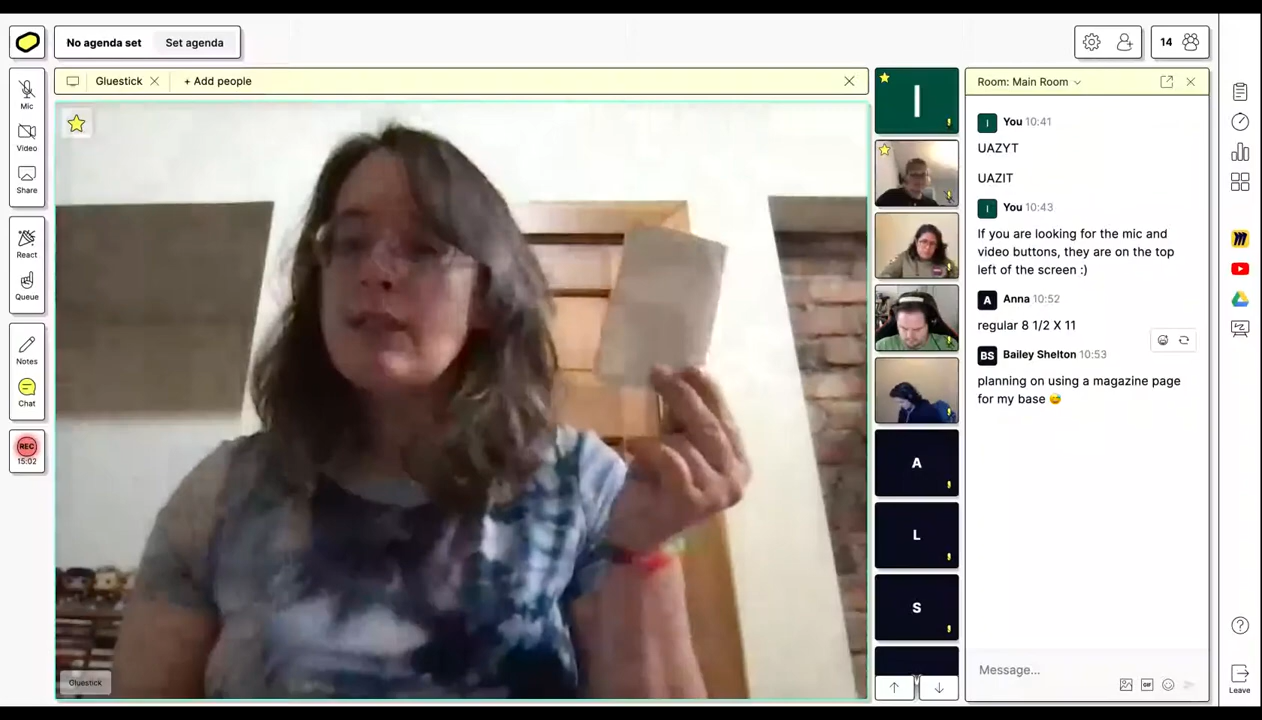 No agenda set
Set agenda
14
Mic
Video
Share
React
Queue
Notes
Chat
REC
15:02
Gluestick
+ Add people
Gluestick
I
A
L
S
Room: Main Room
I You 10:41
UAZYT
UAZIT
I You 10:43
If you are looking for the mic and
video buttons, they are on the top
left of the screen :)
A Anna 10:52
regular 8 1/2 X 11
BS Bailey Shelton 10:53
planning on using a magazine page
for my base 😅
Message...
GIF
Leave